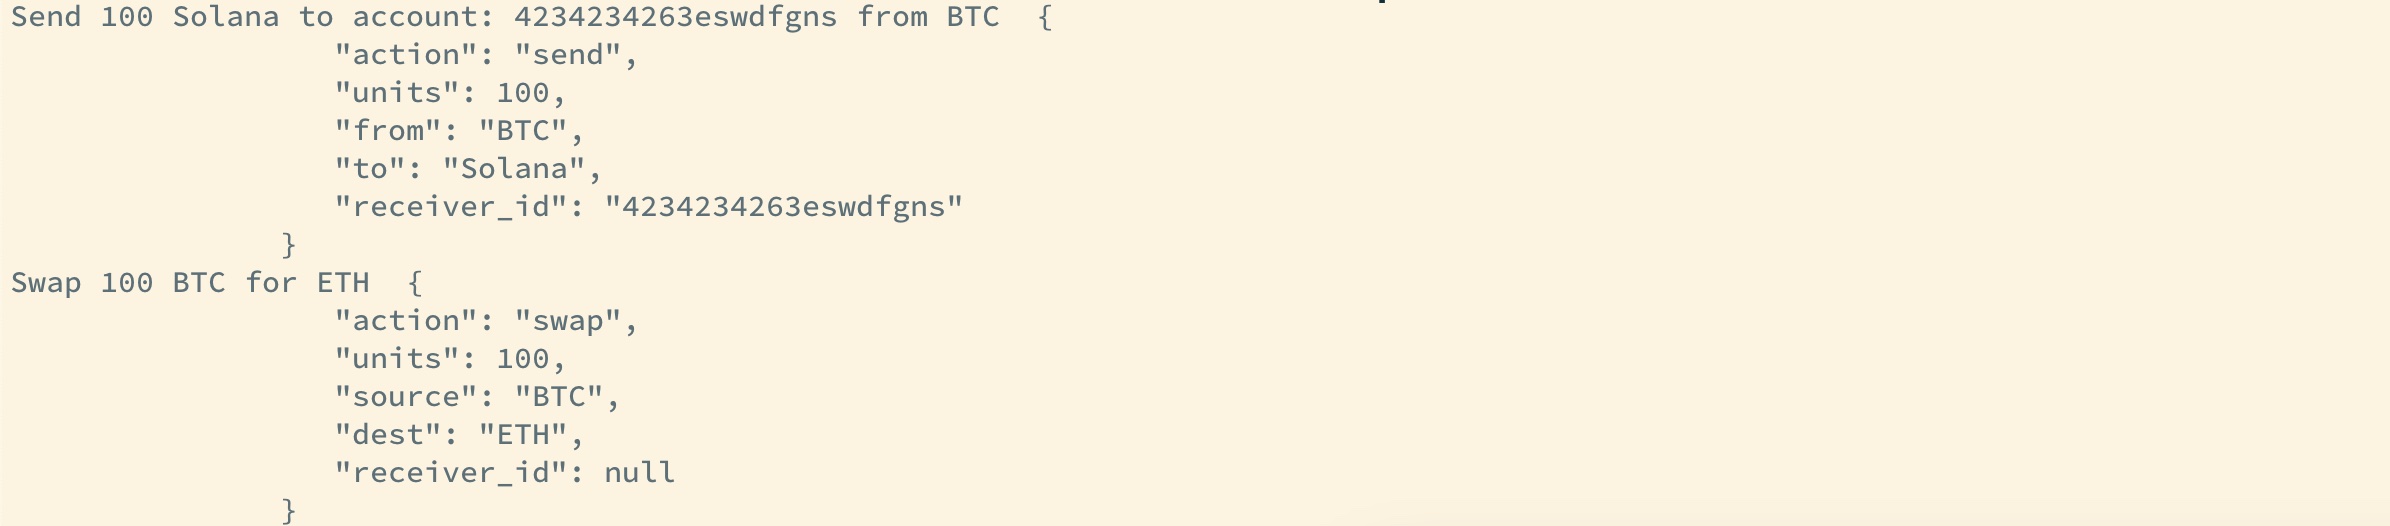 Send 100 Solana to account: 4234234263eswdfgns from BTC  {
                  "action": "send",
                  "units": 100,
                  "from": "BTC",
                  "to": "Solana",
                  "receiver_id": "4234234263eswdfgns"
               }
Swap 100 BTC for ETH  {
                  "action": "swap",
                  "units": 100,
                  "source": "BTC",
                  "dest": "ETH",
                  "receiver_id": null
               }